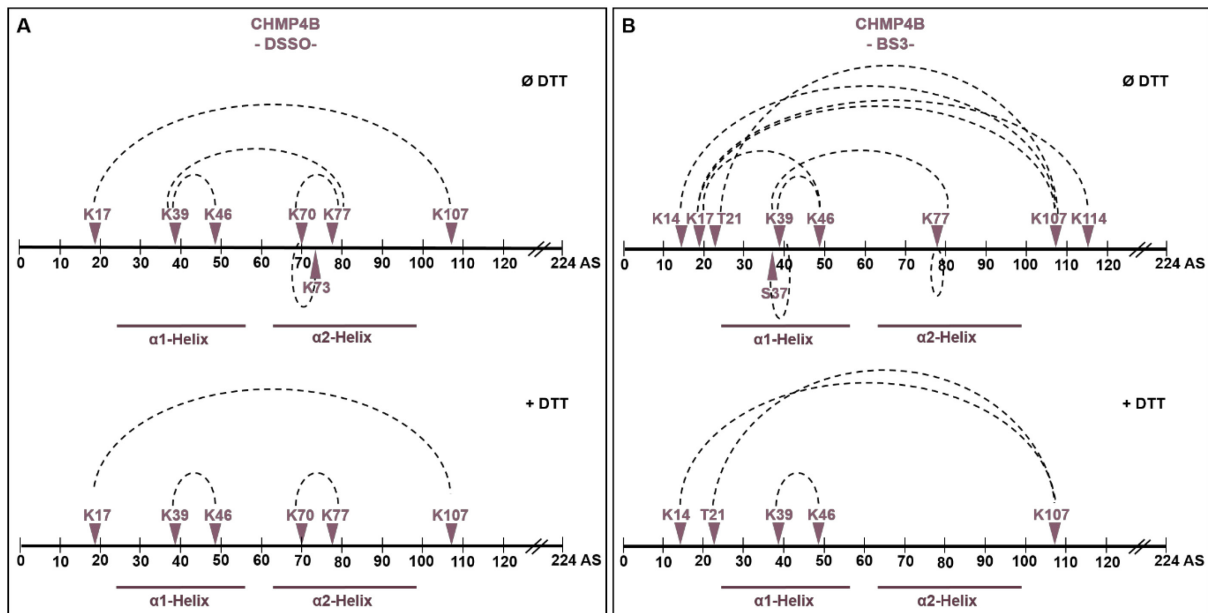 A
CHMP4B
- DSSO-
Ø DTT
K17 K39 K46 K70 K77 K107
0 10 20 30 40 50 60 70 80 90 100 110 120 224 AS
K73
α1-Helix α2-Helix
+ DTT
K17 K39 K46 K70 K77 K107
0 10 20 30 40 50 60 70 80 90 100 110 120 224 AS
α1-Helix α2-Helix
B
CHMP4B
- BS3-
Ø DTT
K14 K17 T21 K39 K46 K77 K107 K114
0 10 20 30 40 50 60 70 80 90 100 110 120 224 AS
S37
α1-Helix α2-Helix
+ DTT
K14 T21 K39 K46 K107
0 10 20 30 40 50 60 70 80 90 100 110 120 224 AS
α1-Helix α2-Helix